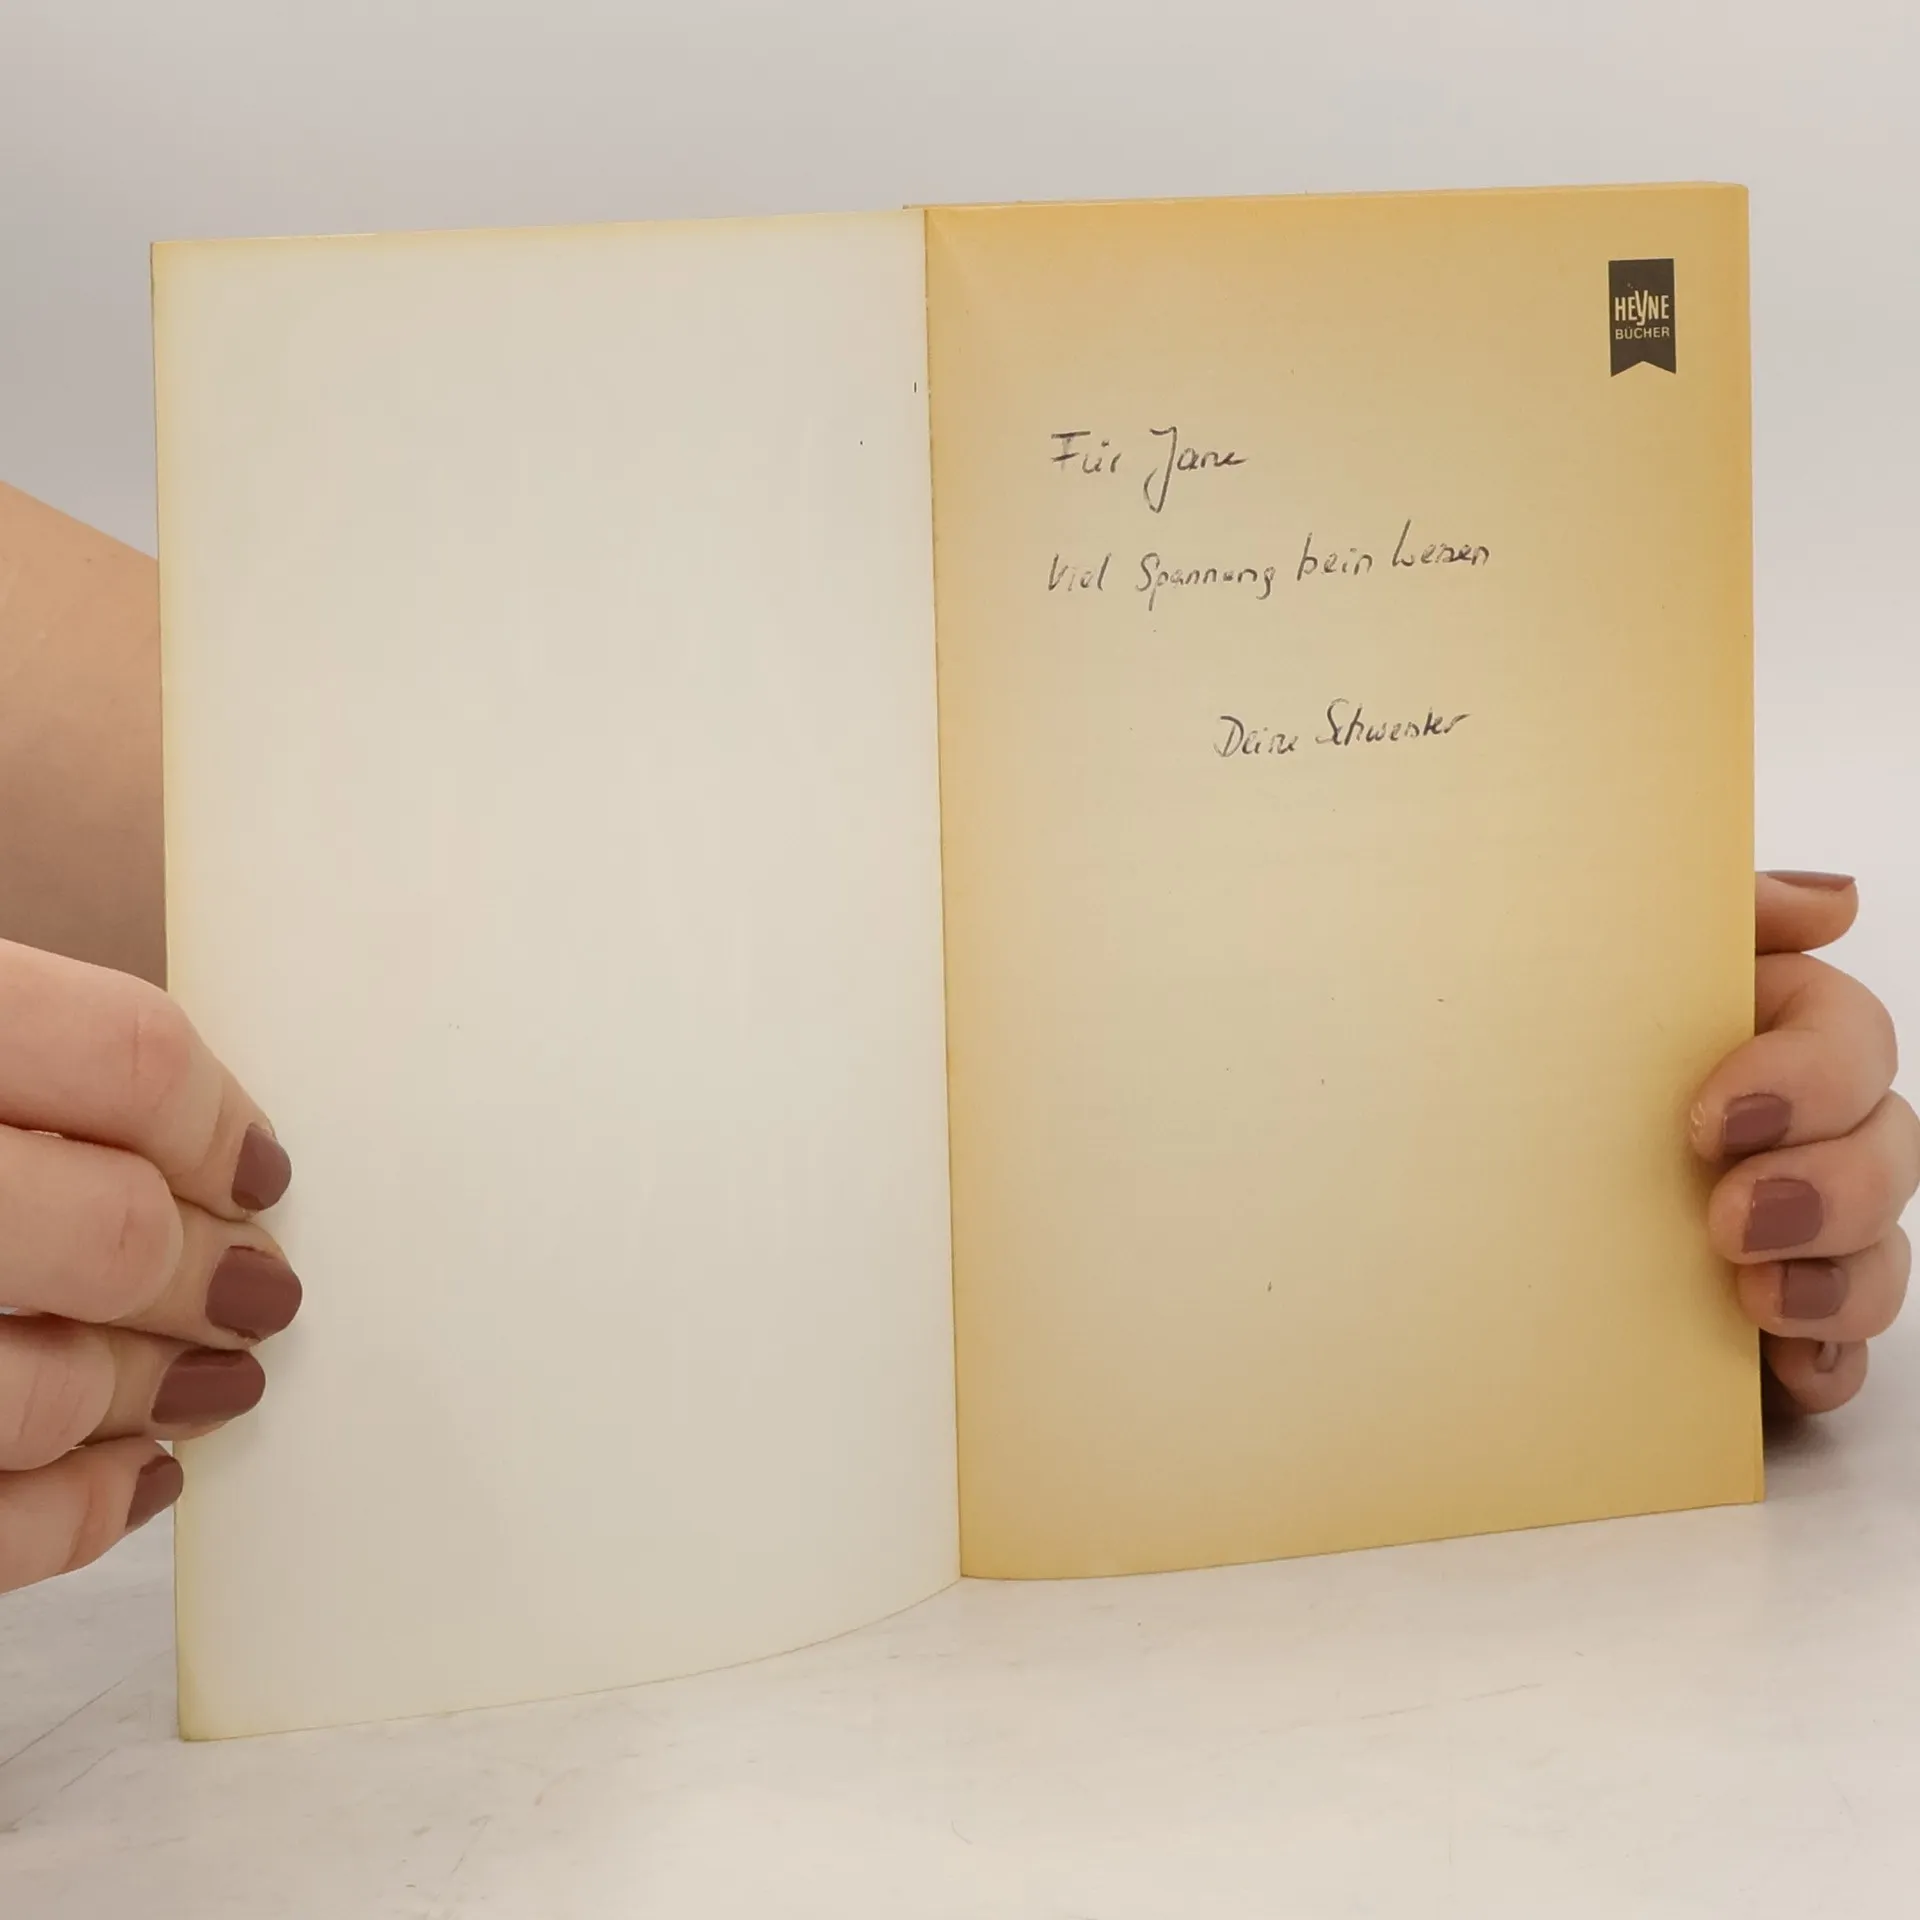 HEYNE
BÜCHER
Für Jane
Viel Spannung beim Lesen
Deine Schwester